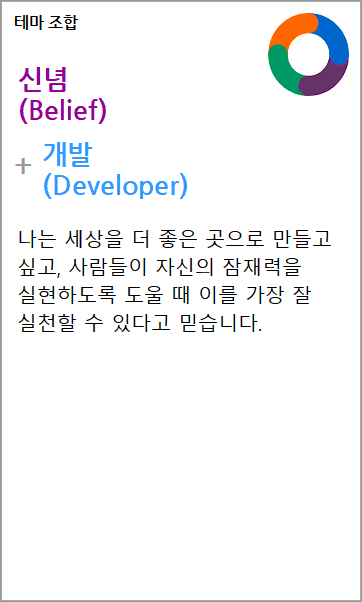 테마 조합
신념
(Belief)
+ 개발
(Developer)
나는 세상을 더 좋은 곳으로 만들고
싶고, 사람들이 자신의 잠재력을
실현하도록 도울 때 이를 가장 잘
실천할 수 있다고 믿습니다.